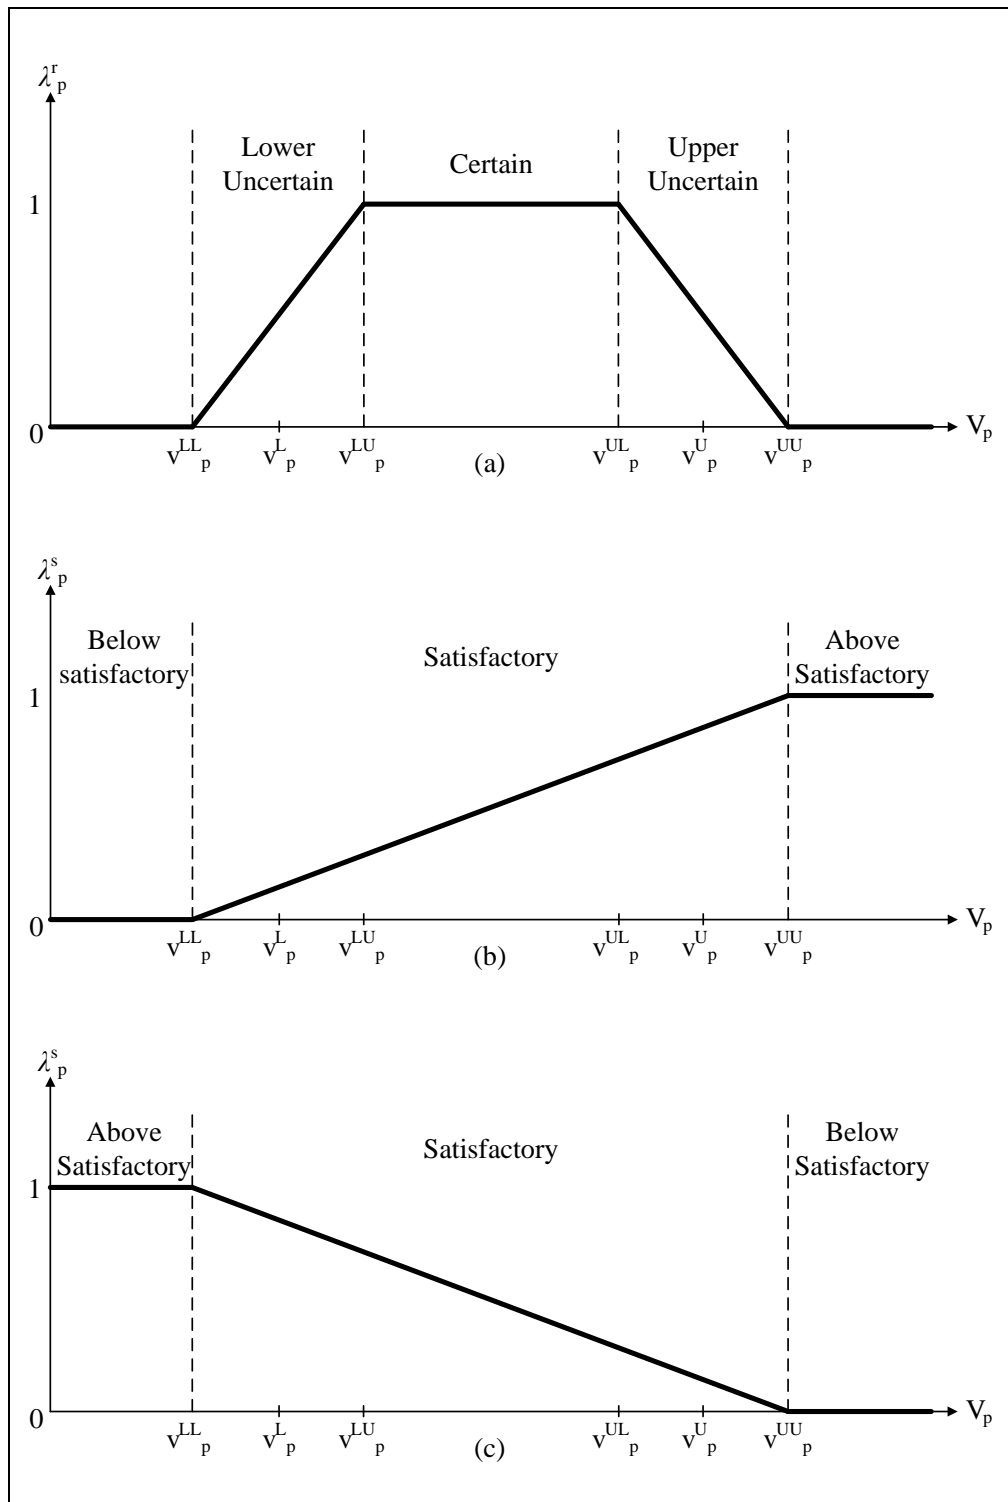 λ^r_p
Lower Uncertain
Certain
Upper Uncertain
1
0
v^LL_p v^L_p v^LU_p v^UL_p v^U_p v^UU_p V_p
(a)
λ^s_p
Below satisfactory
Satisfactory
Above Satisfactory
1
0
v^LL_p v^L_p v^LU_p v^UL_p v^U_p v^UU_p V_p
(b)
λ^s_p
Above Satisfactory
Satisfactory
Below Satisfactory
1
0
v^LL_p v^L_p v^LU_p v^UL_p v^U_p v^UU_p V_p
(c)